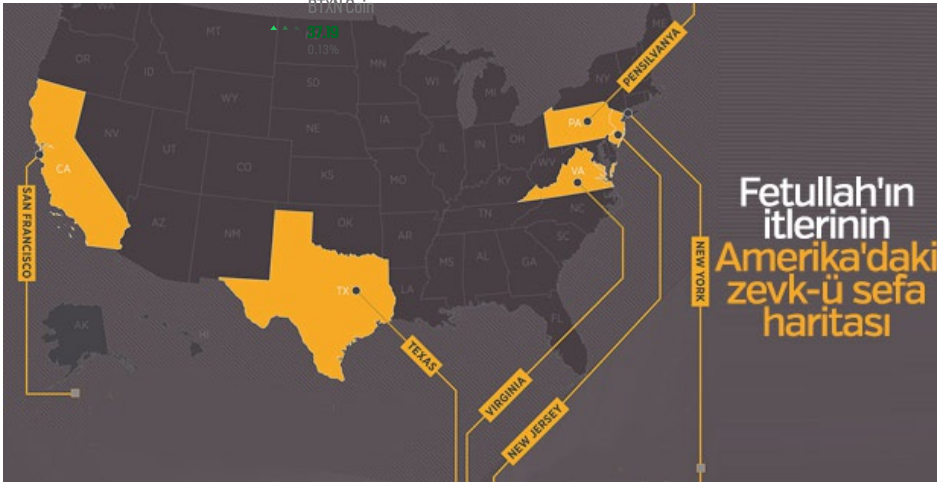 BTXN Coin
0.13%
WA
MT
ME
OR
ID
SD
MN
WI
MI
NY
WY
NE
IA
PENSILVANYA
NV
UT
CO
KS
MO
IL
IN
OH
PA
WV
KY
VA
CA
AZ
NM
OK
AR
TN
NC
SC
MS
AL
GA
LA
TX
FL
AK
HI
SAN FRANCISCO
TEXAS
VIRGINIA
NEW JERSEY
NEW YORK
Fetullah'ın
itlerinin
Amerika'daki
zevk-ü sefa
haritası